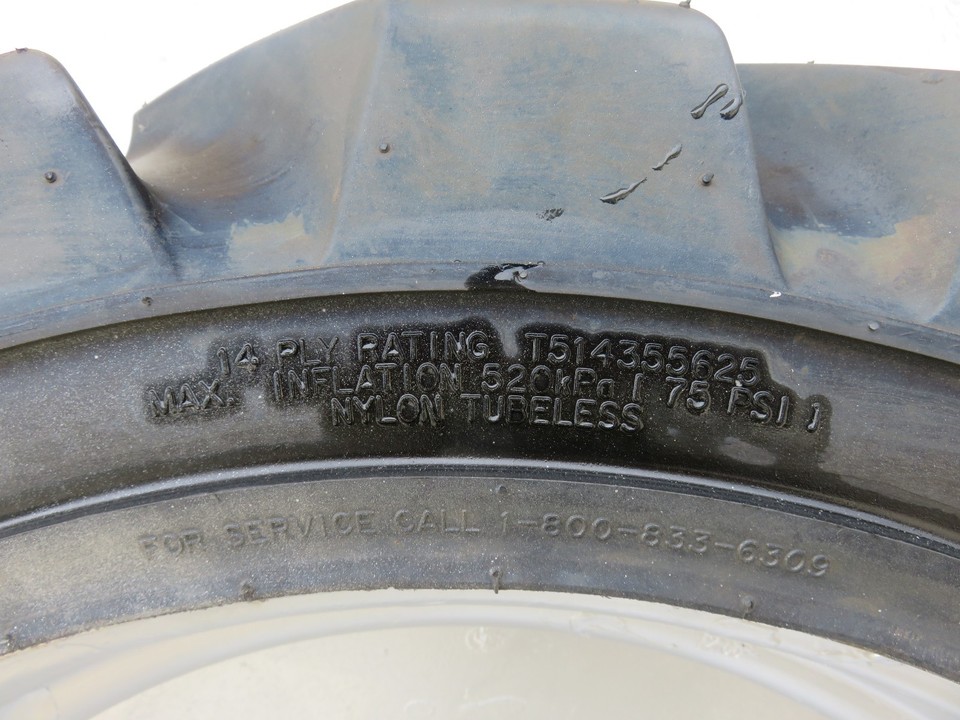 14 PLY RATING T514355625
MAX. INFLATION 520kPa [ 75 PSI ]
NYLON TUBELESS
FOR SERVICE CALL 1-800-833-6309